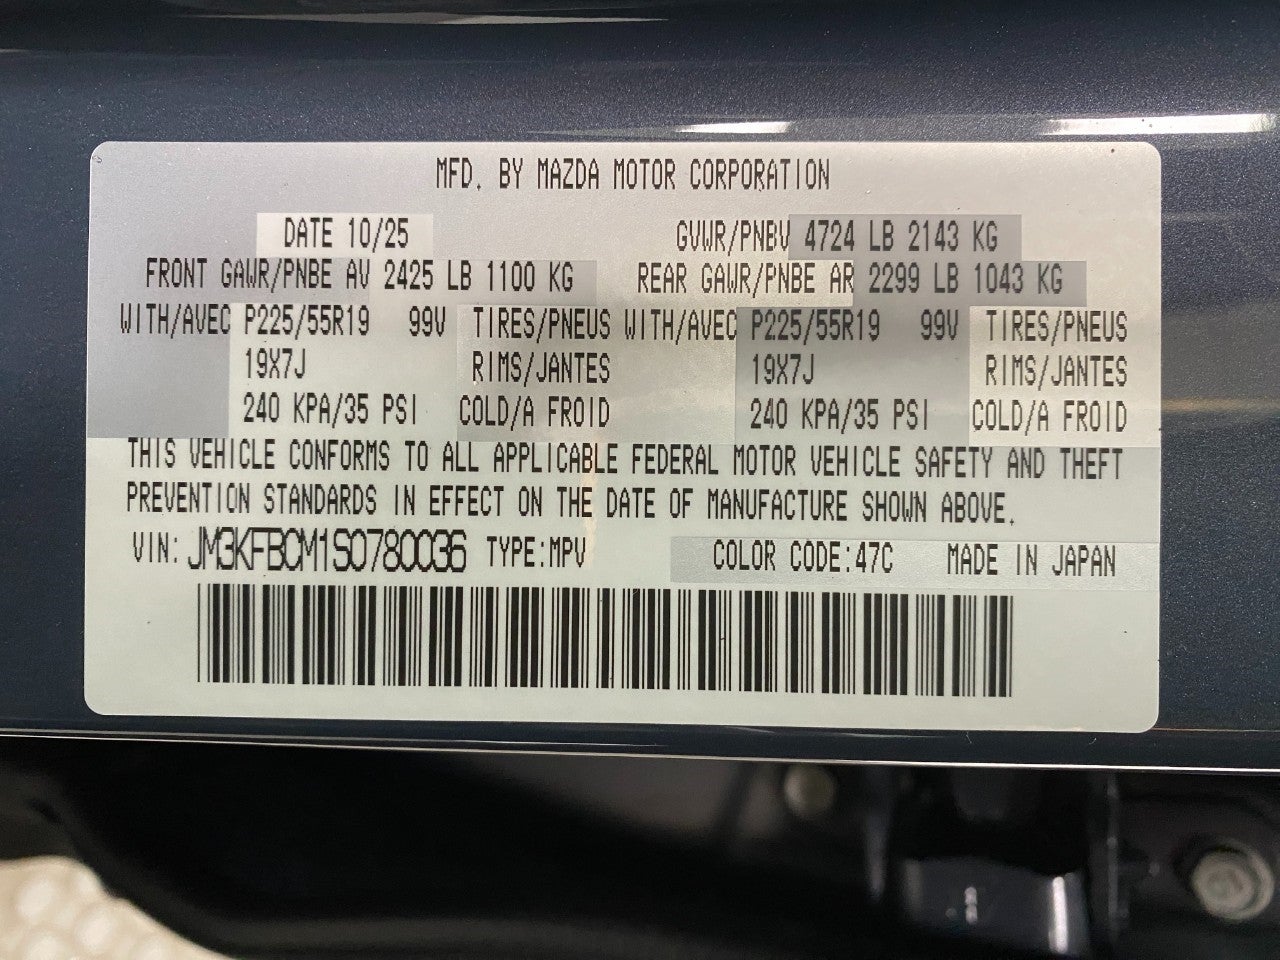 MFD. BY MAZDA MOTOR CORPORATION
DATE 10/25 GVWR/PNBV 4724 LB 2143 KG
FRONT GAWR/PNBE AV 2425 LB 1100 KG REAR GAWR/PNBE AR 2299 LB 1043 KG
WITH/AVEC P225/55R19 99V TIRES/PNEUS WITH/AVEC P225/55R19 99V TIRES/PNEUS
19X7J RIMS/JANTES 19X7J RIMS/JANTES
240 KPA/35 PSI COLD/A FROID 240 KPA/35 PSI COLD/A FROID
THIS VEHICLE CONFORMS TO ALL APPLICABLE FEDERAL MOTOR VEHICLE SAFETY AND THEFT
PREVENTION STANDARDS IN EFFECT ON THE DATE OF MANUFACTURE SHOWN ABOVE.
VIN: JM3KFBCM1S0780036 TYPE:MPV COLOR CODE:47C MADE IN JAPAN